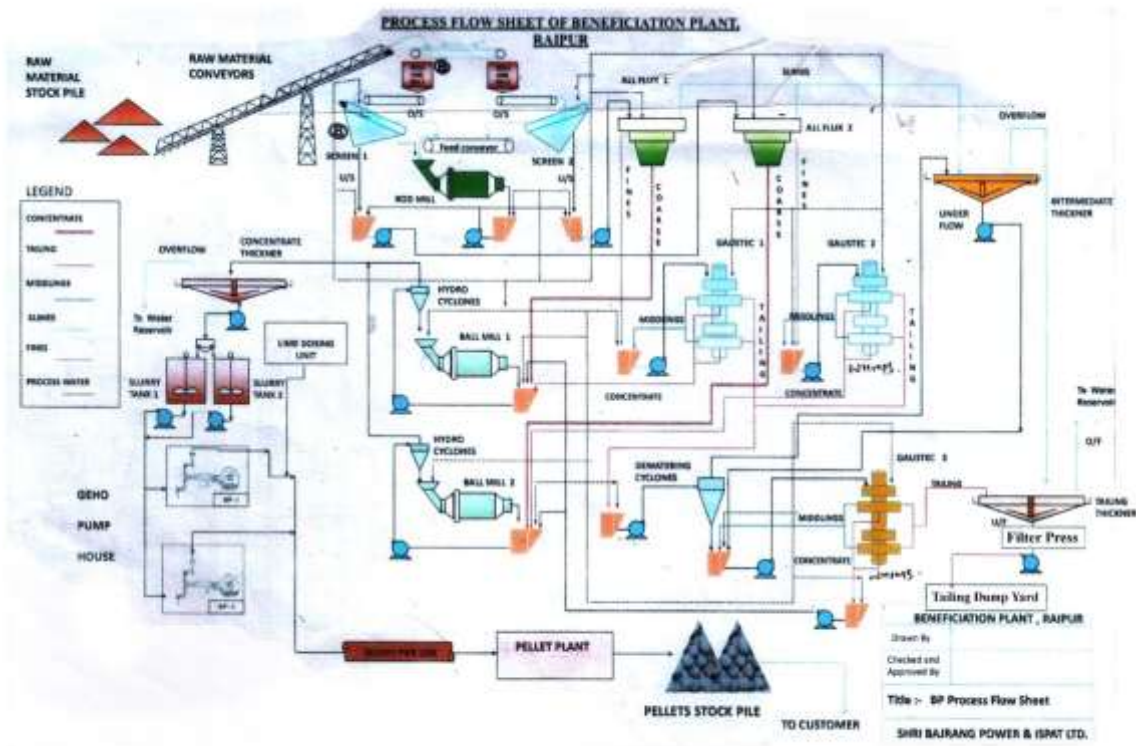 PROCESS FLOW SHEET OF BENEFICIATION PLANT,
RAIPUR
RAW
MATERIAL
STOCK PILE
RAW MATERIAL
CONVEYORS
O/S
O/S
SCREEN 1
Feed conveyor
SCREEN 2
U/S
U/S
ROD MILL
ALL FLUX 1
SLIMES
ALL FLUX 2
OVERFLOW
INTERMEDIATE
THICKENER
UNDER
FLOW
FINES
COARSE
COARSE
FINES
LEGEND
CONCENTRATE
TAILING
MIDDLINGS
SLIMES
FINES
PROCESS WATER
OVERFLOW
CONCENTRATE
THICKNER
To Water
Reservoir
SLURRY
TANK 1
SLURRY
TANK 2
LIME DOSING
UNIT
HYDRO
CYCLONES
BALL MILL 1
HYDRO
CYCLONES
BALL MILL 2
GAUSTEC 1
GAUSTEC 2
MIDDLINGS
MIDDLINGS
TAILING
TAILING
CONCENTRATE
CONCENTRATE
To Water
Reservoir
O/F
DEWATERING
CYCLONES
GAUSTEC 3
MIDDLINGS
TAILING
CONCENTRATE
TAILING
THICKENER
U/F
Filter Press
Tailing Dump Yard
GEHO
PUMP
HOUSE
PELLET PLANT
PELLETS STOCK PILE
TO CUSTOMER
BENEFICIATION PLANT , RAIPUR
Drawn By
Checked and
Approved By
Title :- BP Process Flow Sheet
SHRI BAJRANG POWER & ISPAT LTD.